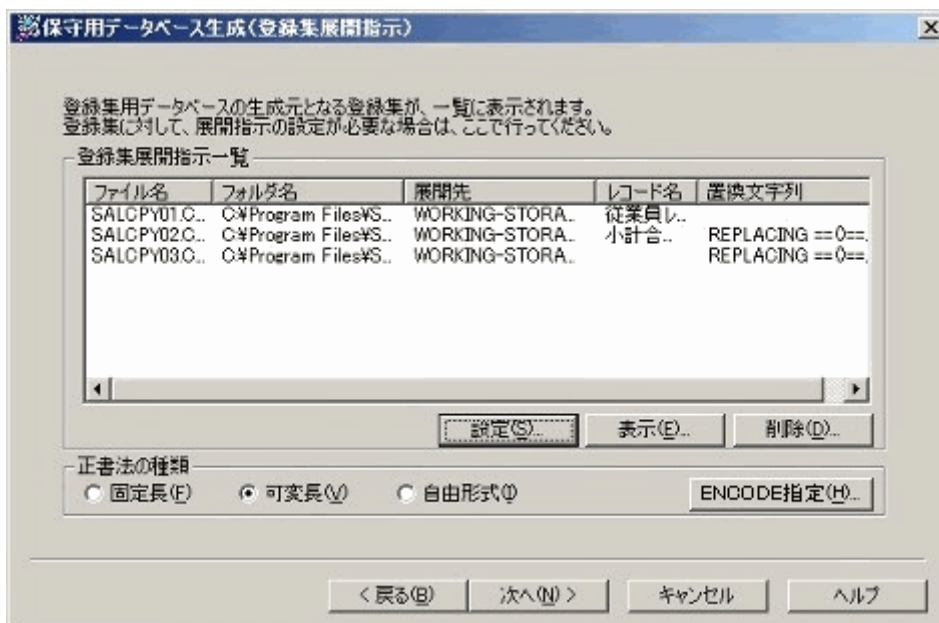 保守用データベース生成(登録集展開指示)
登録集用データベースの生成元となる登録集が、一覧に表示されます。
登録集に対して、展開指示の設定が必要な場合は、ここで行ってください。
登録集展開指示一覧
ファイル名 フォルダ名 展開先 レコード名 置換文字列
SALCPY01.C... C:¥Program Files¥S... WORKING-STORA... 従業員レ...
SALCPY02.C... C:¥Program Files¥S... WORKING-STORA... 小計合... REPLACING ==()==...
SALCPY03.C... C:¥Program Files¥S... WORKING-STORA... REPLACING ==()==...
設定(S)... 表示(E)... 削除(D)...
正書法の種類
固定長(F) 可変長(V) 自由形式(I) ENCODE指定(H)...
< 戻る(B) 次へ(N) > キャンセル ヘルプ